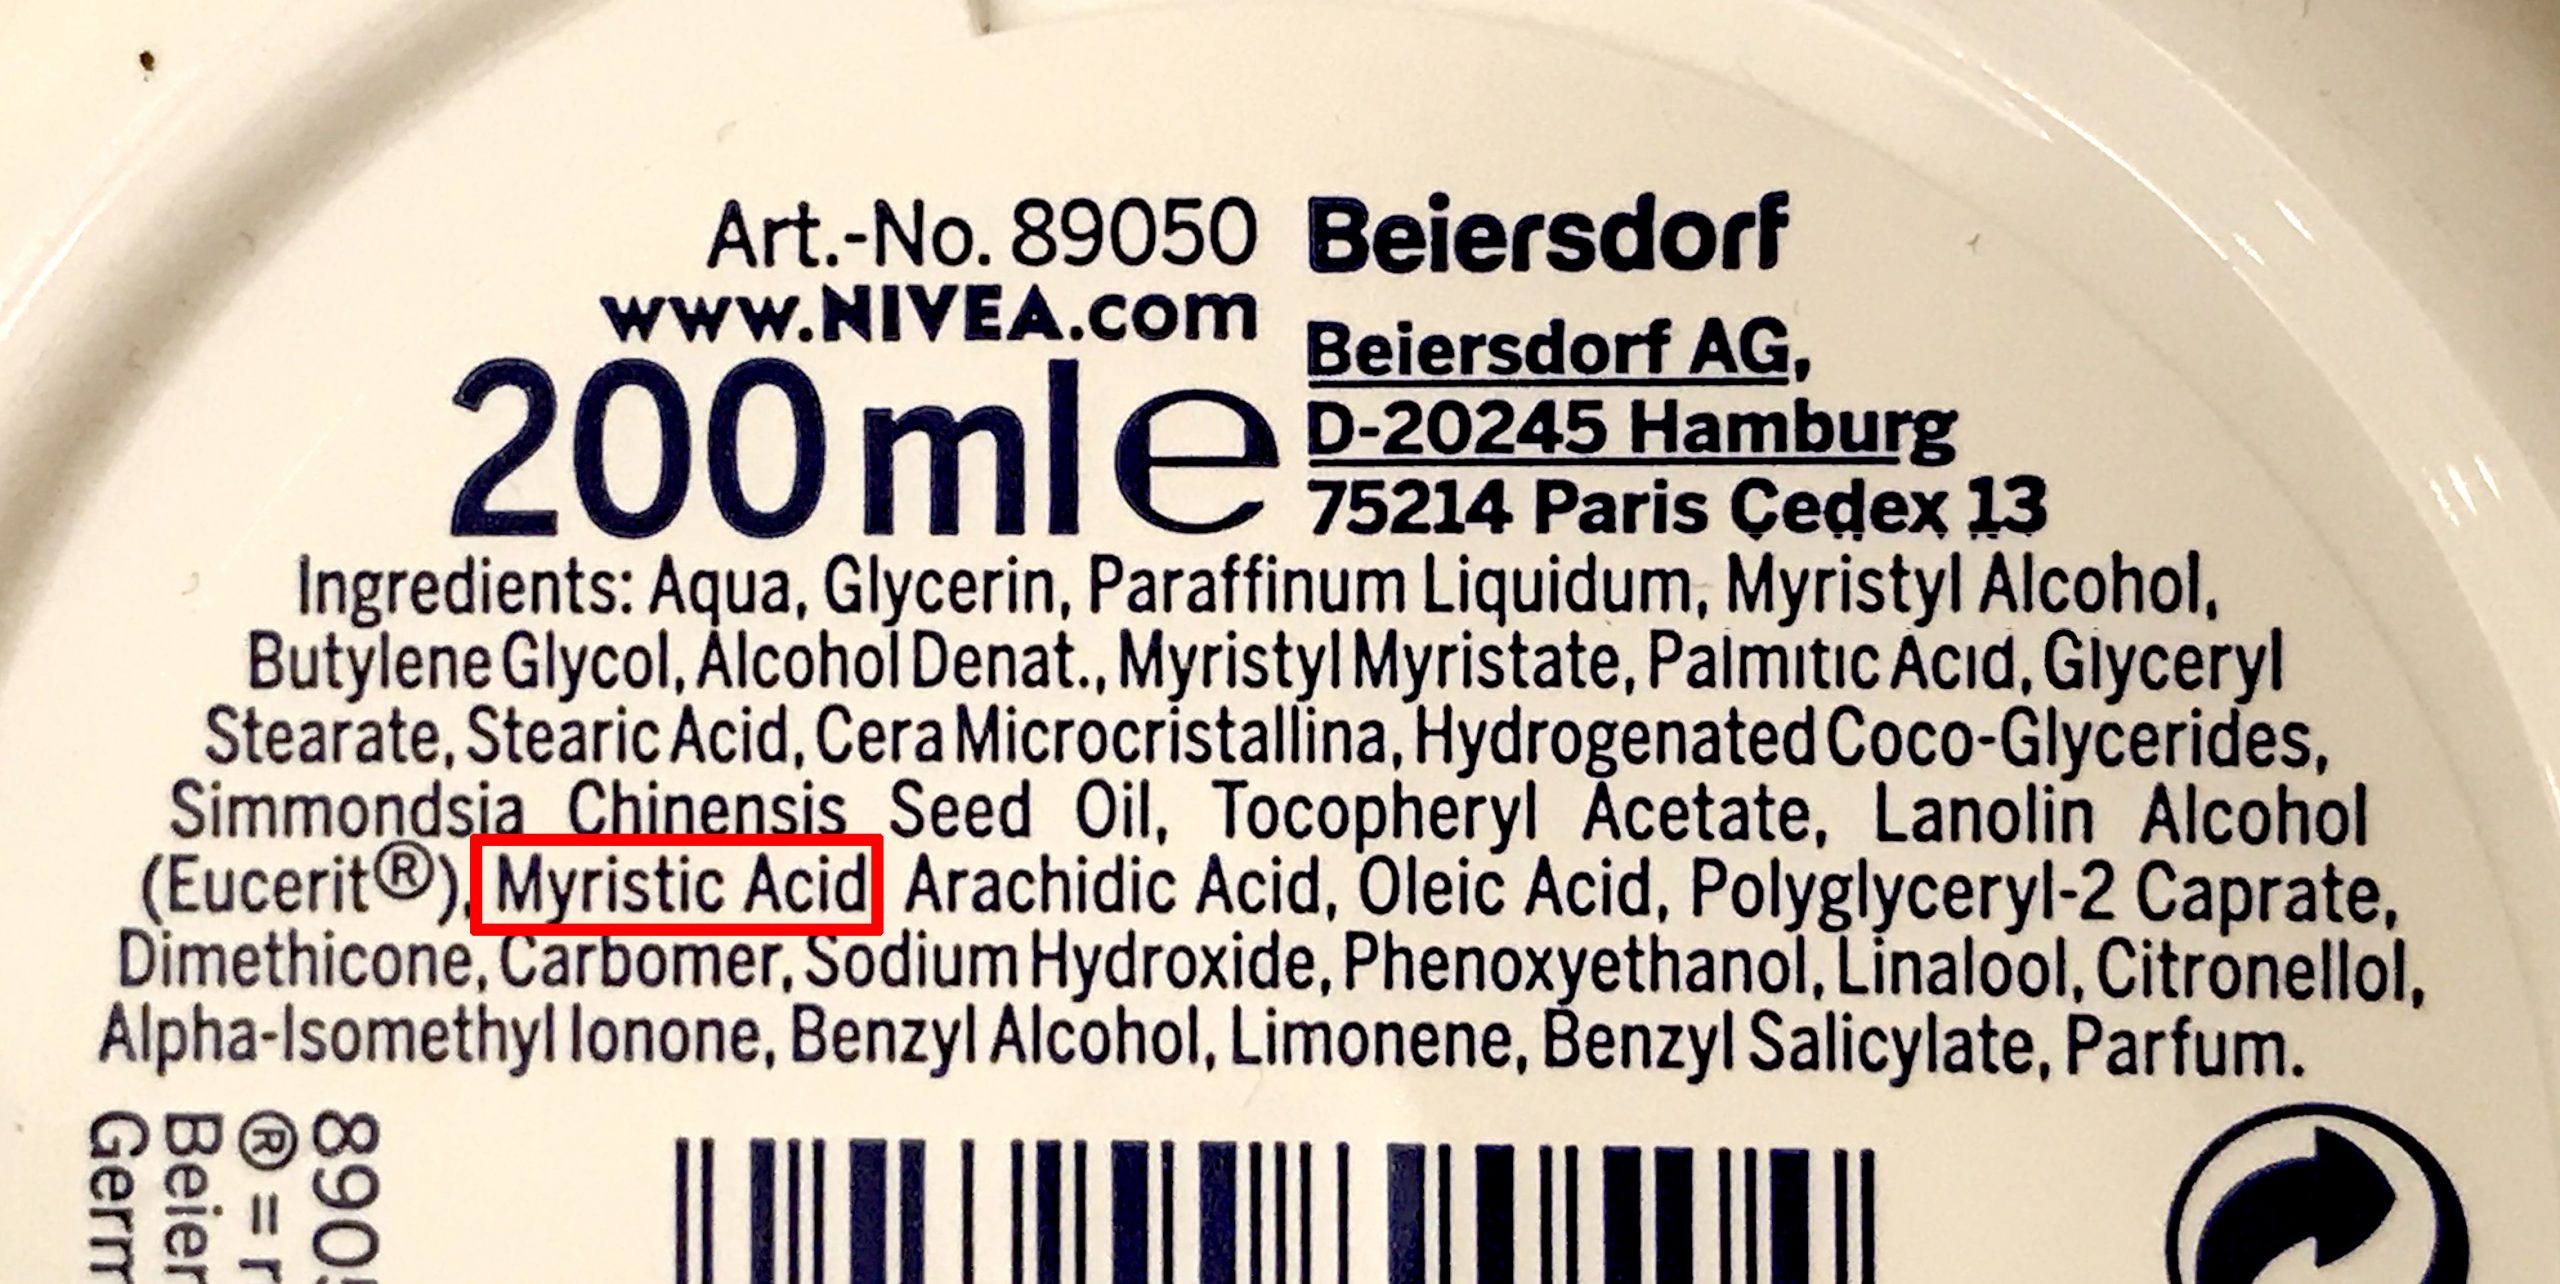 Art.-No. 89050
www.NIVEA.com
200 ml e
Beiersdorf
Beiersdorf AG,
D-20245 Hamburg
75214 Paris Cedex 13
Ingredients: Aqua, Glycerin, Paraffinum Liquidum, Myristyl Alcohol,
Butylene Glycol, Alcohol Denat., Myristyl Myristate, Palmitic Acid, Glyceryl
Stearate, Stearic Acid, Cera Microcristallina, Hydrogenated Coco-Glycerides,
Simmondsia Chinensis Seed Oil, Tocopheryl Acetate, Lanolin Alcohol
(Eucerit®), Myristic Acid Arachidic Acid, Oleic Acid, Polyglyceryl-2 Caprate,
Dimethicone, Carbomer, Sodium Hydroxide, Phenoxyethanol, Linalool, Citronellol,
Alpha-Isomethyl Ionone, Benzyl Alcohol, Limonene, Benzyl Salicylate, Parfum.
890
® = r
Beier
Germ